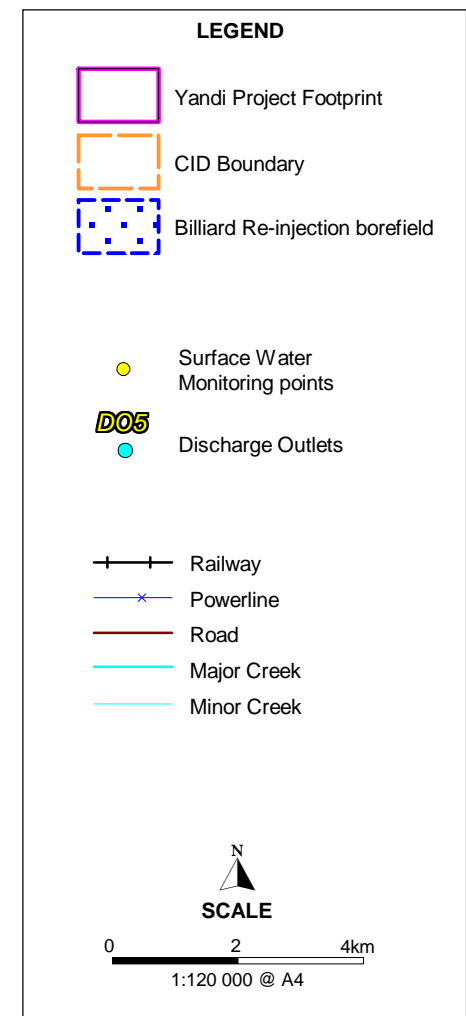 LEGEND
Yandi Project Footprint
CID Boundary
Billiard Re-injection borefield
Surface Water
Monitoring points
DO5
Discharge Outlets
Railway
Powerline
Road
Major Creek
Minor Creek
N
SCALE
0 2 4km
1:120 000 @ A4